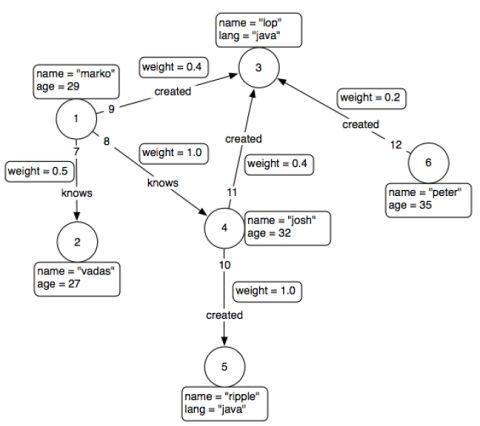 name = "lop"
lang = "java"
3
weight = 0.4
created
9
name = "marko"
age = 29
1
7
8
weight = 0.5
knows
weight = 1.0
knows
2
name = "vadas"
age = 27
created
weight = 0.4
11
weight = 0.2
created
12
6
name = "peter"
age = 35
4
name = "josh"
age = 32
10
weight = 1.0
created
5
name = "ripple"
lang = "java"